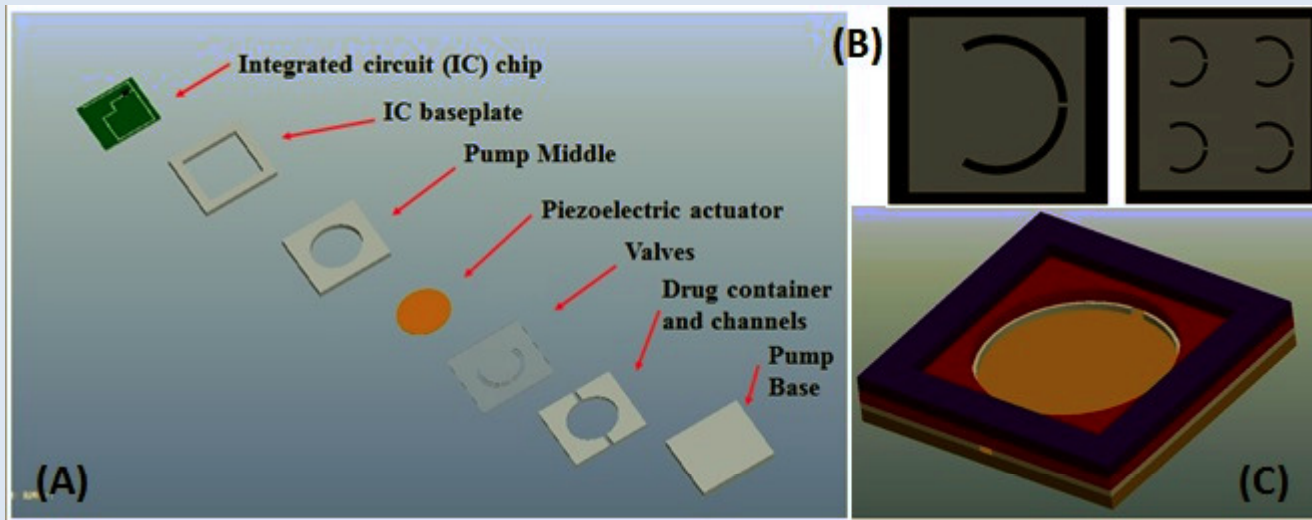 (B)
Integrated circuit (IC) chip
IC baseplate
Pump Middle
Piezoelectric actuator
Valves
Drug container
and channels
Pump
Base
(A)
(C)